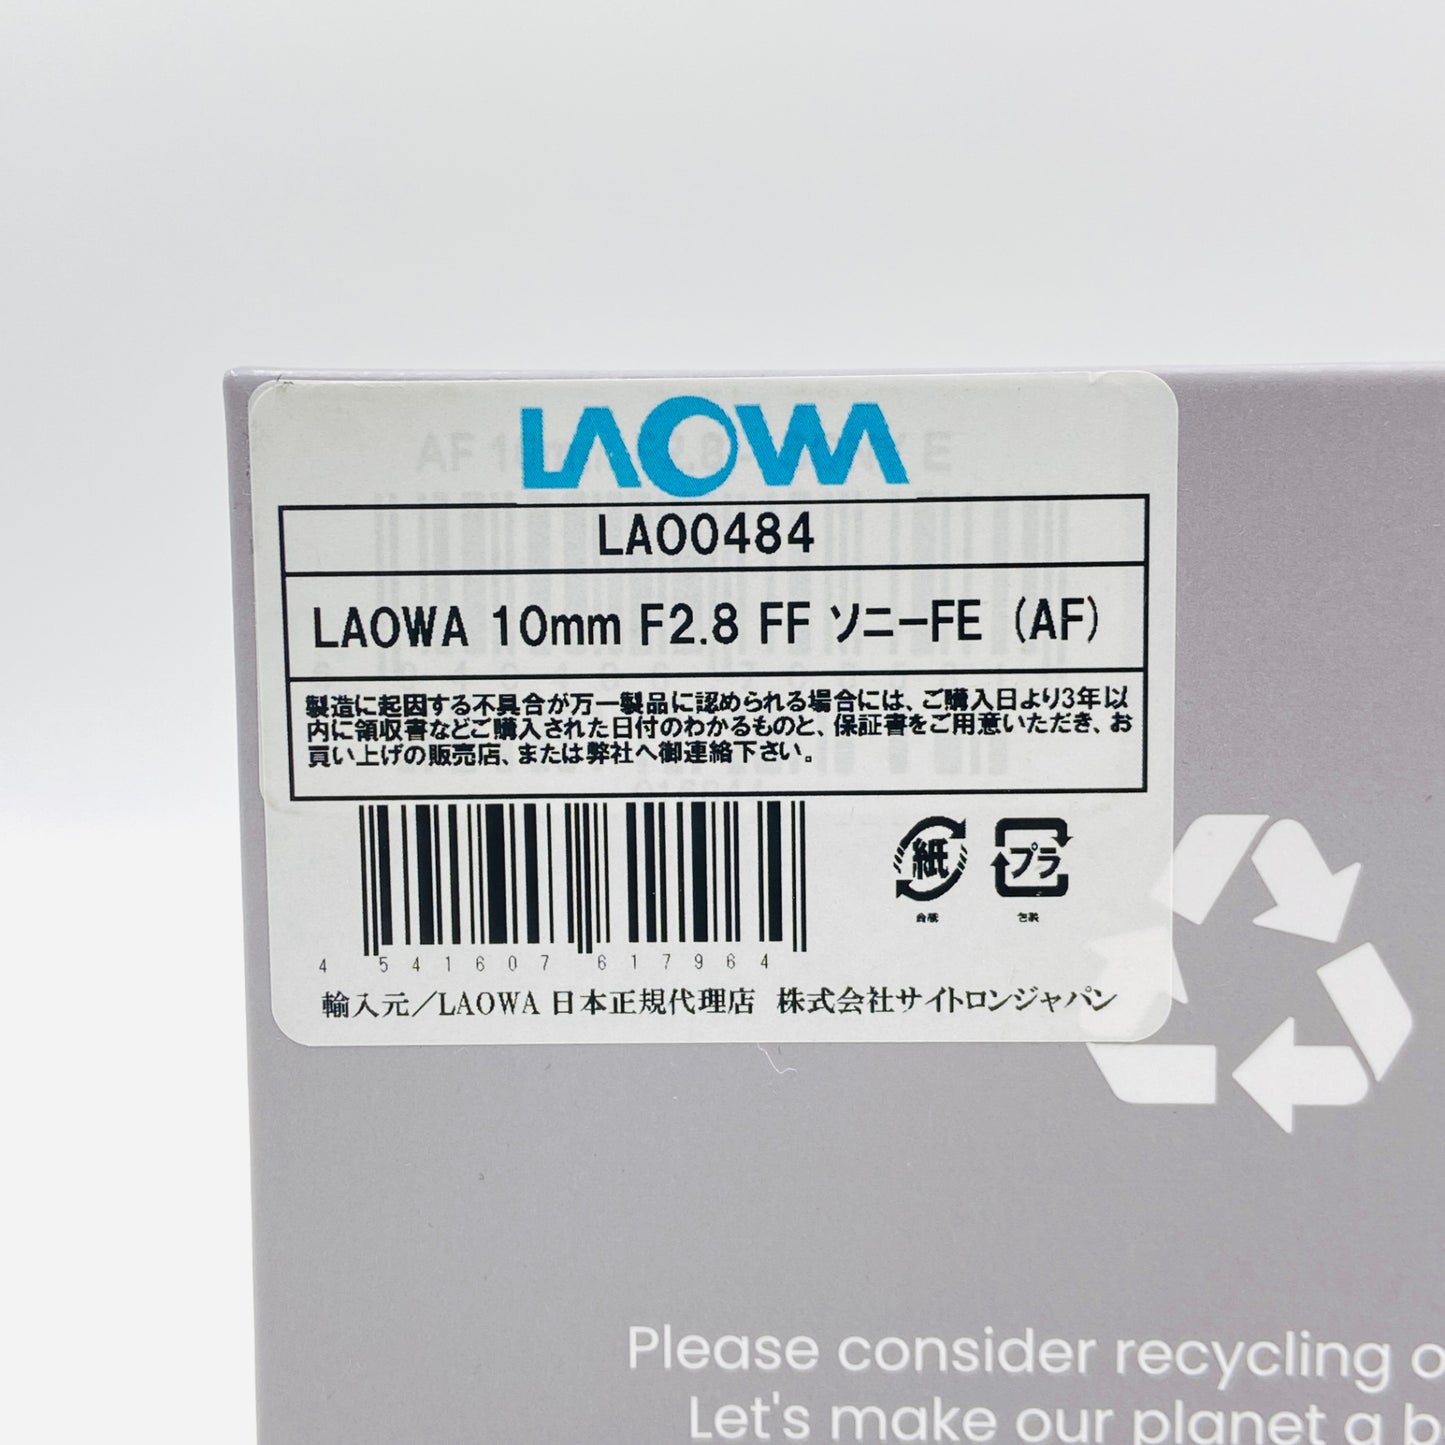 LAOWA
LAO0484
LAOWA 10mm F2.8 FF ソニーFE (AF)
製造に起因する不具合が万一製品に認められる場合には、ご購入日より3年以
内に領収書などご購入された日付のわかるものと、保証書をご用意いただき、お
買い上げの販売店、または弊社へ御連絡下さい。
紙 プラ
台紙 包装
4 541607 617964
輸入元／LAOWA 日本正規代理店 株式会社サイトロンジャパン
Please consider recycling
Let's make our planet a